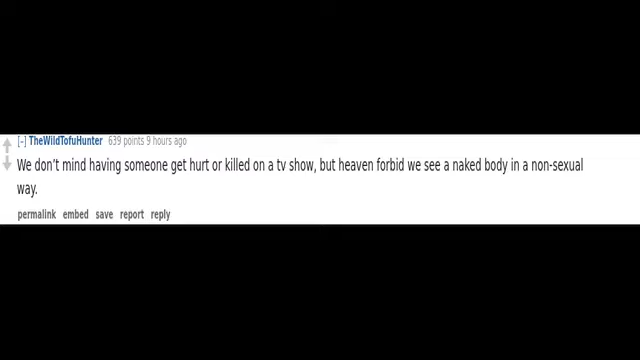 [-] TheWildTofuHunter 639 points 9 hours ago
We don't mind having someone get hurt or killed on a tv show, but heaven forbid we see a naked body in a non-sexual
way.
permalink embed save report reply